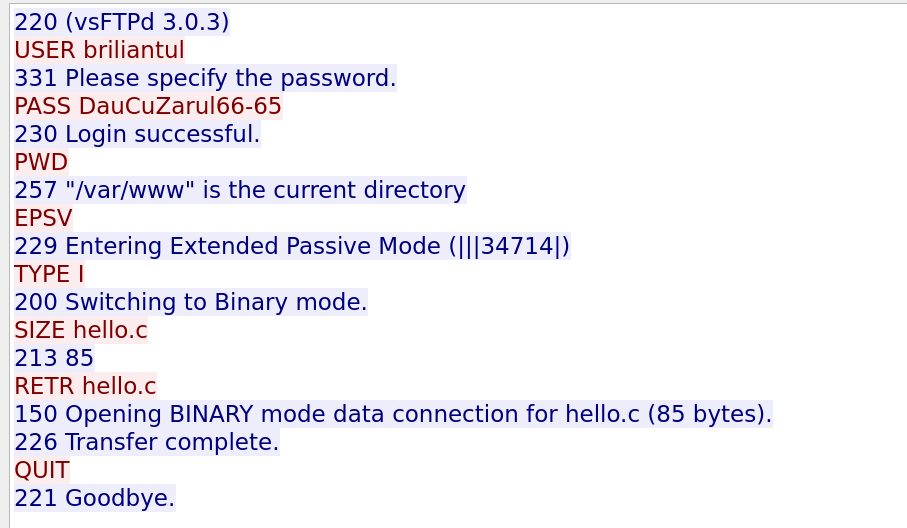 220 (vsFTPd 3.0.3)
USER briliantul
331 Please specify the password.
PASS DauCuZarul66-65
230 Login successful.
PWD
257 "/var/www" is the current directory
EPSV
229 Entering Extended Passive Mode (|||34714|)
TYPE I
200 Switching to Binary mode.
SIZE hello.c
213 85
RETR hello.c
150 Opening BINARY mode data connection for hello.c (85 bytes).
226 Transfer complete.
QUIT
221 Goodbye.